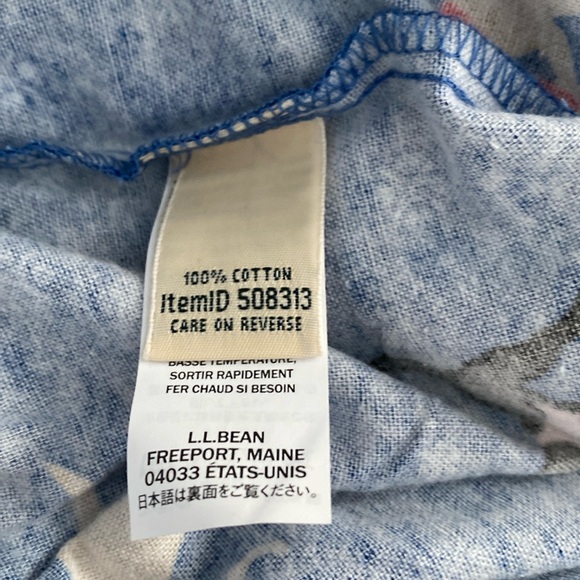 100% COTTON
ItemID 508313
CARE ON REVERSE
BASSE TEMPERATURE,
SORTIR RAPIDEMENT
FER CHAUD SI BESOIN
L.L.BEAN
FREEPORT, MAINE
04033 ÉTATS-UNIS
日本語は裏面をご覧ください。